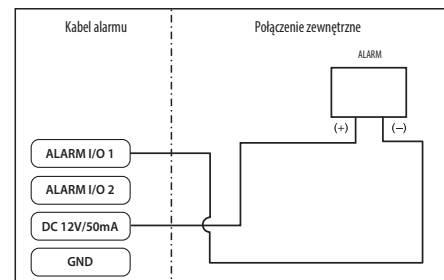 Kabel alarmu
Połączenie zewnętrzne
ALARM
(+)
(−)
ALARM I/O 1
ALARM I/O 2
DC 12V/50mA
GND